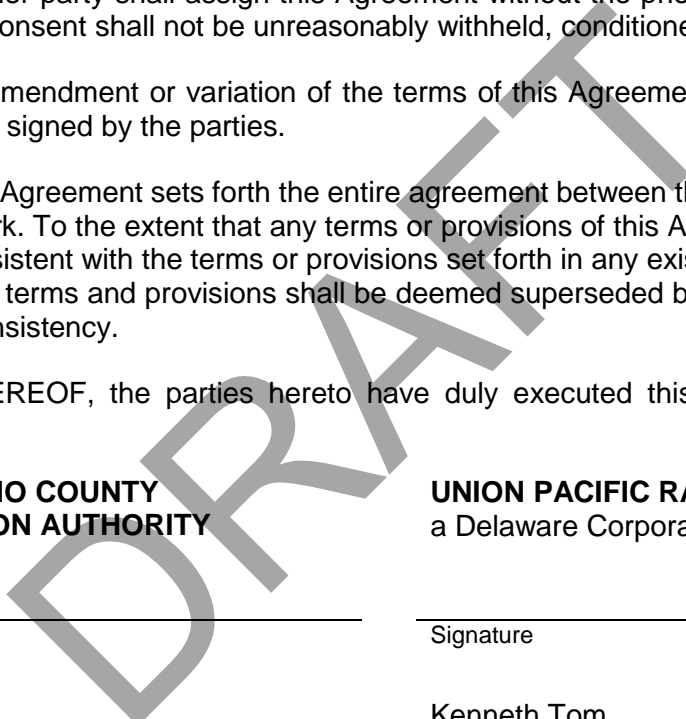 party shall assign this Agreement without the
onsent shall not be unreasonably withheld, conditione
mendment or variation of the terms of this Agreeme
signed by the parties.
Agreement sets forth the entire agreement between
rk. To the extent that any terms or provisions of this A
sistent with the terms or provisions set forth in any exis
terms and provisions shall be deemed superseded b
nsistency.
EREOF, the parties hereto have duly executed this
IO COUNTY
UNION PACIFIC RA
ON AUTHORITY
a Delaware Corpora
Signature
Kenneth Tom
DRAFT